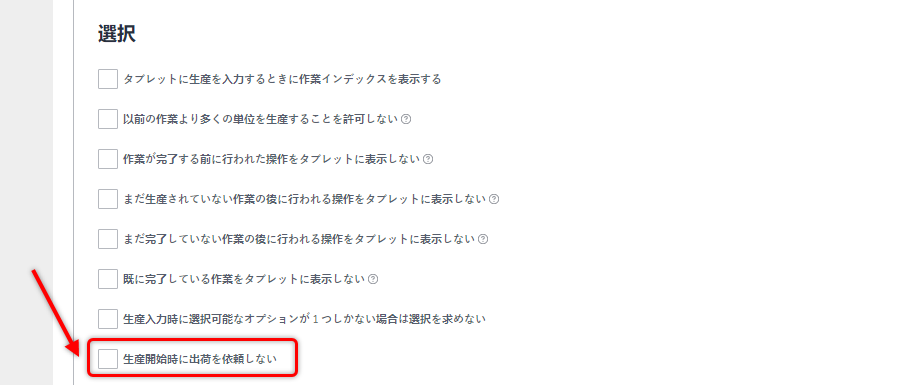 選択
タブレットに生産を入力するときに作業インデックスを表示する
以前の作業より多くの単位を生産することを許可しない ?
作業が完了する前に行われた操作をタブレットに表示しない ?
まだ生産されていない作業の後に行われる操作をタブレットに表示しない ?
まだ完了していない作業の後に行われる操作をタブレットに表示しない ?
既に完了している作業をタブレットに表示しない ?
生産入力時に選択可能なオプションが1つしかない場合は選択を求めない
生産開始時に出荷を依頼しない